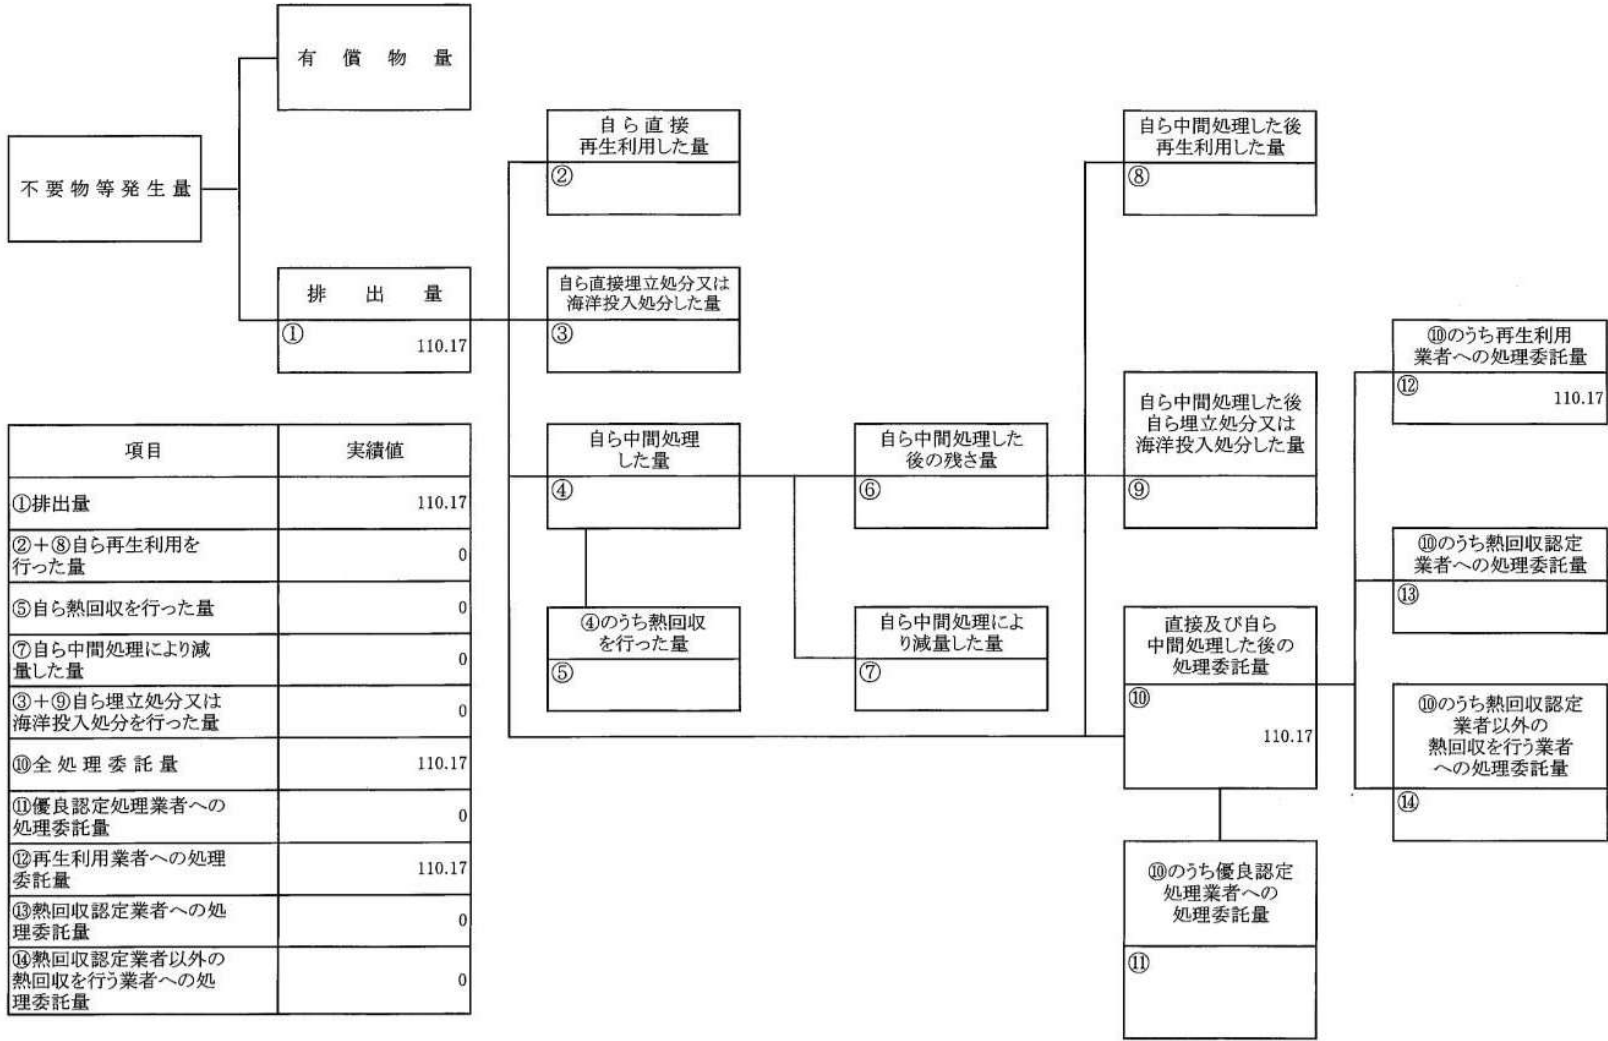 有償物量
不要物等発生量
排出量
①
110.17
自ら直接
再生利用した量
②
自ら直接埋立処分又は
海洋投入処分した量
③
自ら中間処理
した量
④
④のうち熱回収
を行った量
⑤
自ら中間処理した
後の残さ量
⑥
自ら中間処理によ
り減量した量
⑦
自ら中間処理した後
再生利用した量
⑧
自ら中間処理した後
自ら埋立処分又は
海洋投入処分した量
⑨
直接及び自ら
中間処理した後の
処理委託量
⑩
110.17
⑩のうち優良認定
処理業者への
処理委託量
⑪
⑩のうち再生利用
業者への処理委託量
⑫
110.17
⑩のうち熱回収認定
業者への処理委託量
⑬
⑩のうち熱回収認定
業者以外の
熱回収を行う業者
への処理委託量
⑭
項目 実績値
①排出量 110.17
②+⑧自ら再生利用を
行った量 0
⑤自ら熱回収を行った量 0
⑦自ら中間処理により減
量した量 0
③+⑨自ら埋立処分又は
海洋投入処分を行った量 0
⑩全処理委託量 110.17
⑪優良認定処理業者への
処理委託量 0
⑫再生利用業者への処理
委託量 110.17
⑬熱回収認定業者への処
理委託量 0
⑭熱回収認定業者以外の
熱回収を行う業者への処
理委託量 0